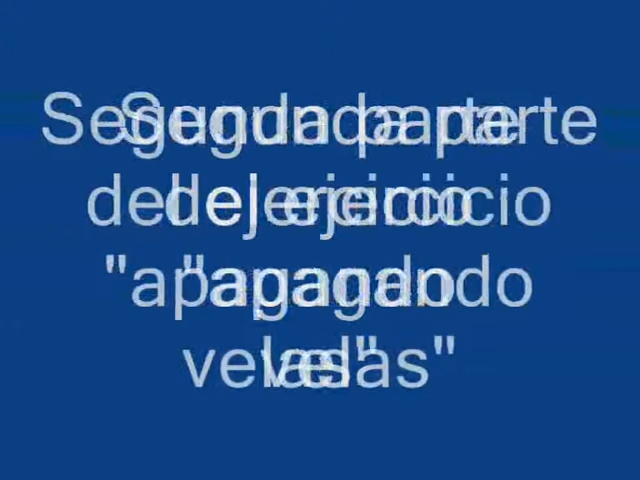 Segunda parte
del ejercicio
"apagando
velas"